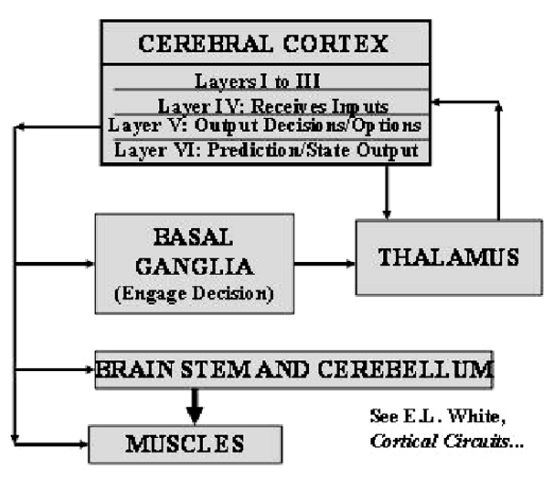 CEREBRAL CORTEX
Layers I to III
Layer IV: Receives Inputs
Layer V: Output Decisions/Options
Layer VI: Prediction/State Output
BASAL
GANGLIA
(Engage Decision)
THALAMUS
BRAIN STEM AND CEREBELLUM
MUSCLES
See E.L. White,
Cortical Circuits...